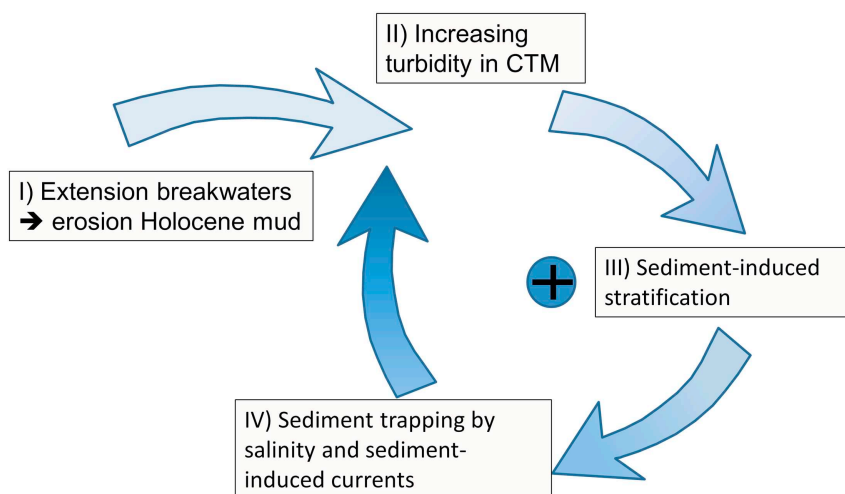 II) Increasing
turbidity in CTM
I) Extension breakwaters
➔ erosion Holocene mud
III) Sediment-induced
stratification
IV) Sediment trapping by
salinity and sediment-
induced currents